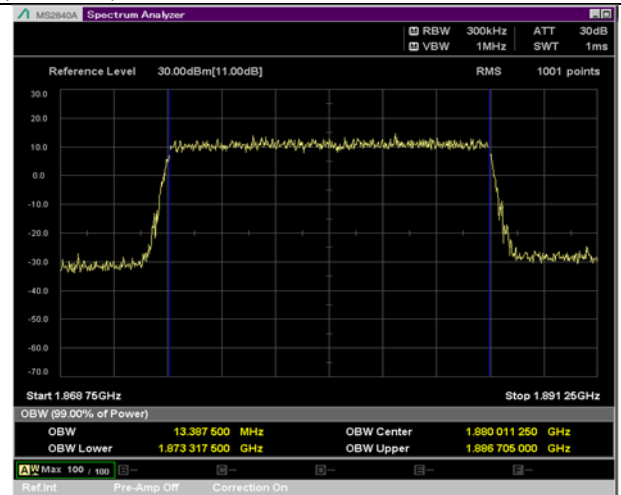 MS2840A Spectrum Analyzer
RBW 300kHz ATT 30dB
VBW 1MHz SWT 1ms
Reference Level 30.00dBm[11.00dB] RMS 1001 points
30.0
20.0
10.0
0.0
-10.0
-20.0
-30.0
-40.0
-50.0
-60.0
-70.0
Start 1.868 75GHz Stop 1.891 25GHz
OBW (99.00% of Power)
OBW 13.387 500 MHz OBW Center 1.880 011 250 GHz
OBW Lower 1.873 317 500 GHz OBW Upper 1.886 705 000 GHz
A W Max 100 / 100 B-- C-- D-- E-- F--
Ref.Int Pre-Amp Off Correction On